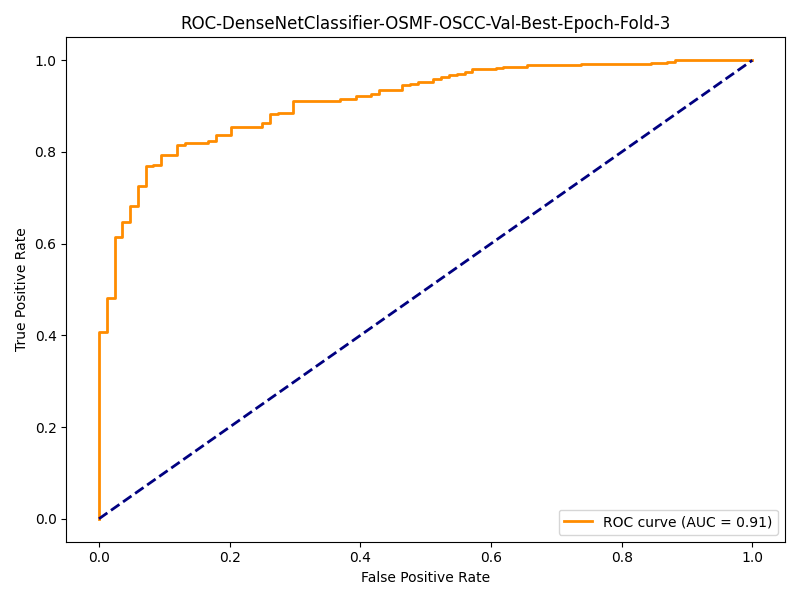 ROC-DenseNetClassifier-OSMF-OSCC-Val-Best-Epoch-Fold-3
True Positive Rate
1.0
0.8
0.6
0.4
0.2
0.0
ROC curve (AUC = 0.91)
0.0 0.2 0.4 0.6 0.8 1.0
False Positive Rate